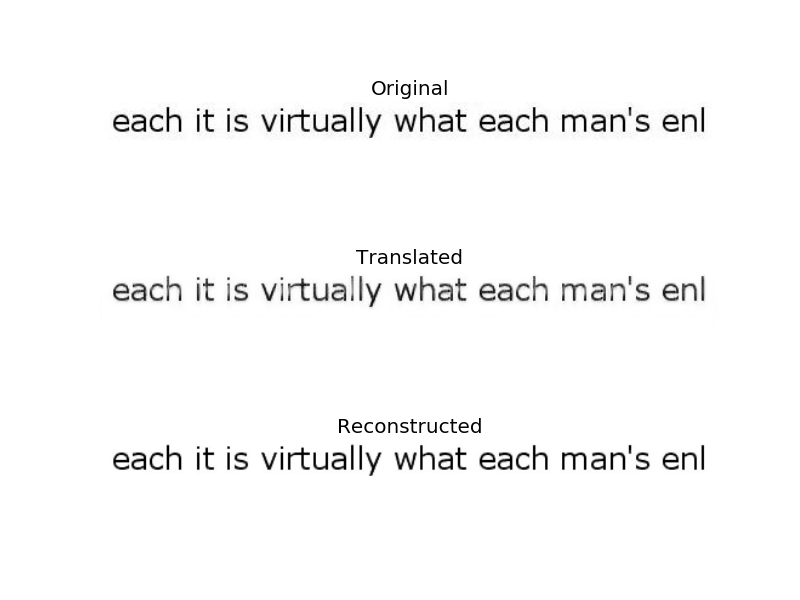 Original
each it is virtually what each man's enl
Translated
each it is virtually what each man's enl
Reconstructed
each it is virtually what each man's enl